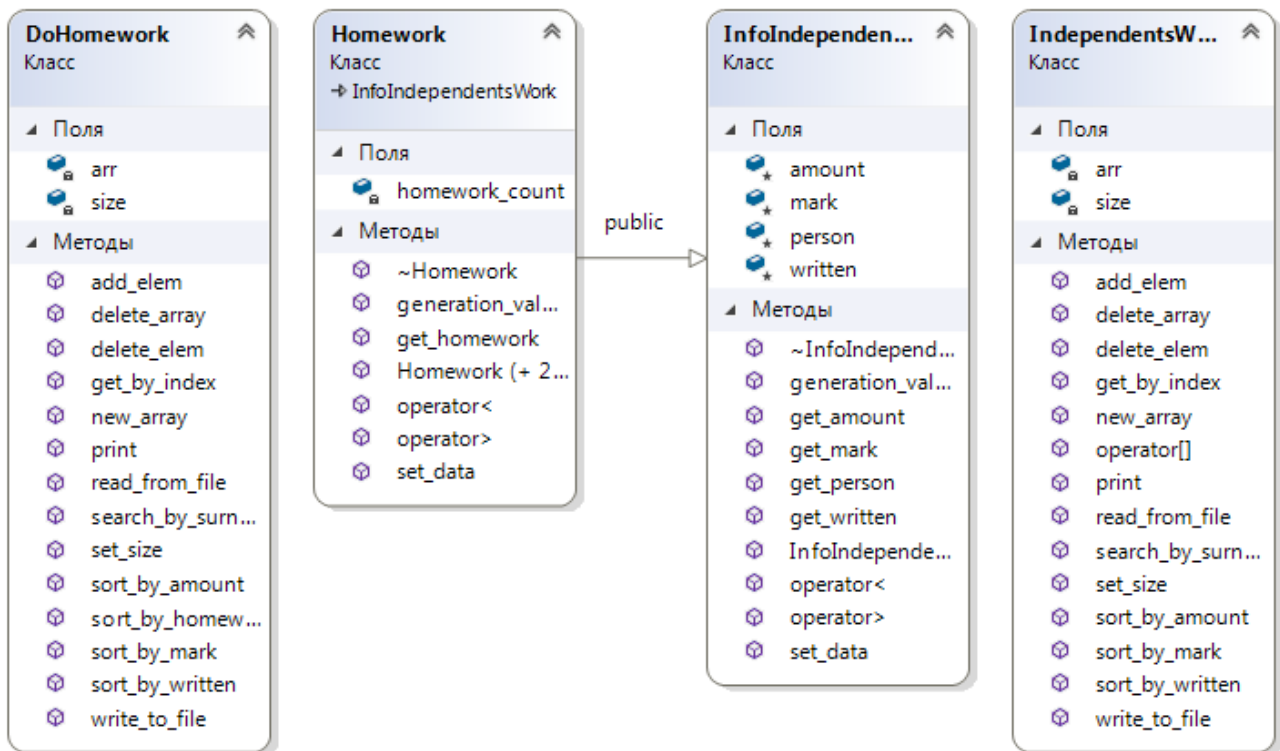 DoHomework
Класс
Поля
arr
size
Методы
add_elem
delete_array
delete_elem
get_by_index
new_array
print
read_from_file
search_by_surn...
set_size
sort_by_amount
sort_by_homew...
sort_by_mark
sort_by_written
write_to_file
Homework
Класс
InfoIndependentsWork
Поля
homework_count
Методы
~Homework
generation_val...
get_homework
Homework (+ 2...
operator<
operator>
set_data
public
InfoIndependen...
Класс
Поля
amount
mark
person
written
Методы
~InfoIndepend...
generation_val...
get_amount
get_mark
get_person
get_written
InfoIndepende...
operator<
operator>
set_data
IndependentsW...
Класс
Поля
arr
size
Методы
add_elem
delete_array
delete_elem
get_by_index
new_array
operator[]
print
read_from_file
search_by_surn...
set_size
sort_by_amount
sort_by_mark
sort_by_written
write_to_file